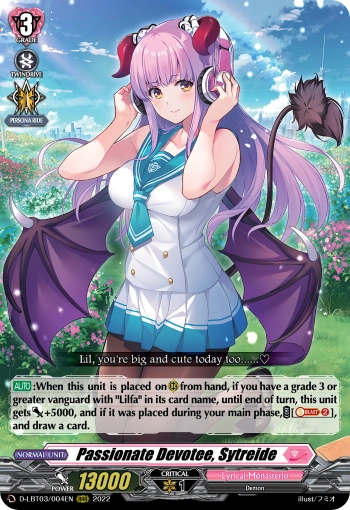 3
GRADE
TWINDRIVE
PERSONA RIDE
Lil, you're big and cute today too......♡
AUTO:When this unit is placed on from hand, if you have a grade 3 or
greater vanguard with "Lilfa" in its card name, until end of turn, this unit
gets +5000, and if it was placed during your main phase, [BLAST 2],
and draw a card.
NORMAL UNIT
Passionate Devotee, Sytreide
POWER 13000
CRITICAL
1
Lyrical Monasterio
Demon
D-LBT03/004EN RRR 2022
illust/フミオ